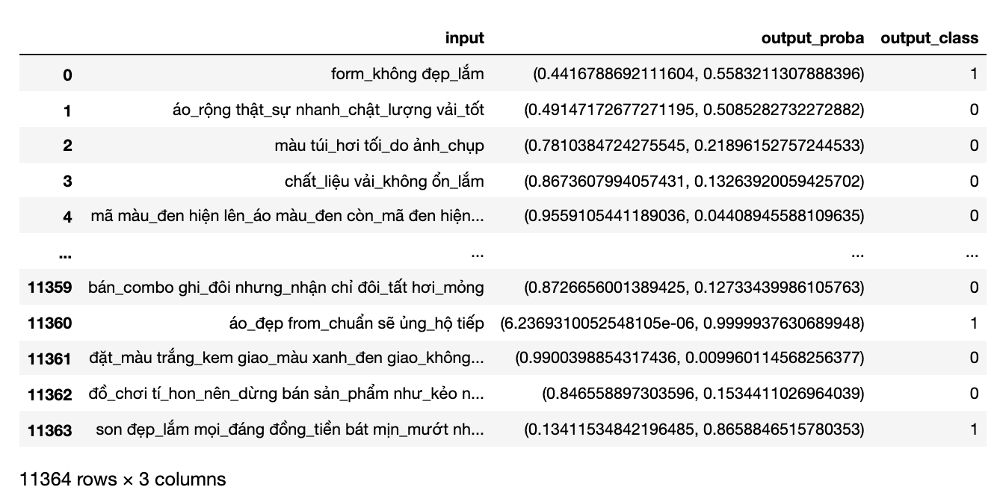 input output_proba output_class
0 form_không đẹp_lắm (0.4416788692111604, 0.5583211307888396) 1
1 áo_rộng thật_sự nhanh_chật_lượng vải_tốt (0.49147172677271195, 0.5085282732272882) 0
2 màu túi_hơi tối_do ảnh_chụp (0.7810384724275545, 0.21896152757244533) 0
3 chất_liệu vải_không ổn_lắm (0.8673607994057431, 0.13263920059425702) 0
4 mã màu_đen hiện lên_áo màu_đen còn_mã đen hiện... (0.9559105441189036, 0.04408945588109635) 0
... ... ... ...
11359 bán_combo ghi_đôi nhưng_nhận chỉ đôi_tất hơi_mỏng (0.8726656001389425, 0.12733439986105763) 0
11360 áo_đẹp from_chuẩn sẽ ủng_hộ tiếp (6.2369310052548105e-06, 0.9999937630689948) 1
11361 đặt_màu trắng_kem giao_màu xanh_đen giao_không... (0.9900398854317436, 0.009960114568256377) 0
11362 đồ_chơi tí_hon_nên_dừng bán sản_phẩm như_kẻo n... (0.846558897303596, 0.1534411026964039) 0
11363 son đẹp_lắm mọi_đáng đồng_tiền bát mịn_mướt nh... (0.13411534842196485, 0.8658846515780353) 1
11364 rows × 3 columns